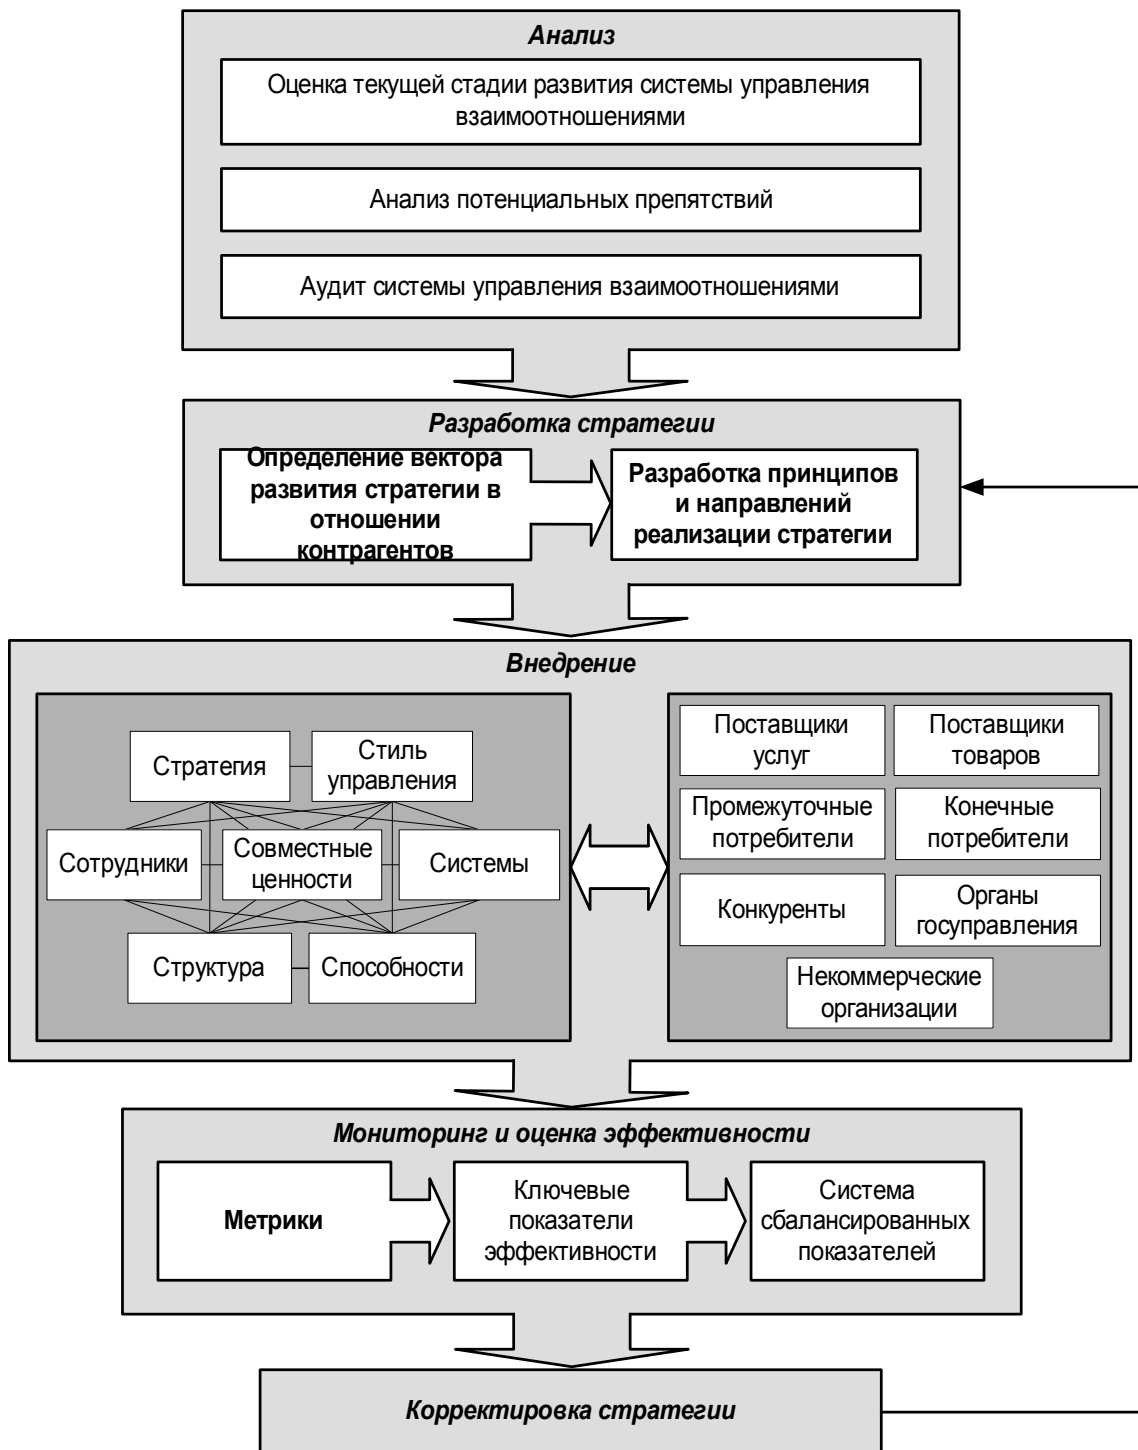 Анализ
Оценка текущей стадии развития системы управления
взаимоотношениями
Анализ потенциальных препятствий
Аудит системы управления взаимоотношениями
Разработка стратегии
Определение вектора
развития стратегии в
отношении
контрагентов
Разработка принципов
и направлений
реализации стратегии
Внедрение
Стратегия
Стиль
управления
Сотрудники
Совместные
ценности
Системы
Структура
Способности
Поставщики
услуг
Поставщики
товаров
Промежуточные
потребители
Конечные
потребители
Конкуренты
Органы
госуправления
Некоммерческие
организации
Мониторинг и оценка эффективности
Метрики
Ключевые
показатели
эффективности
Система
сбалансированных
показателей
Корректировка стратегии